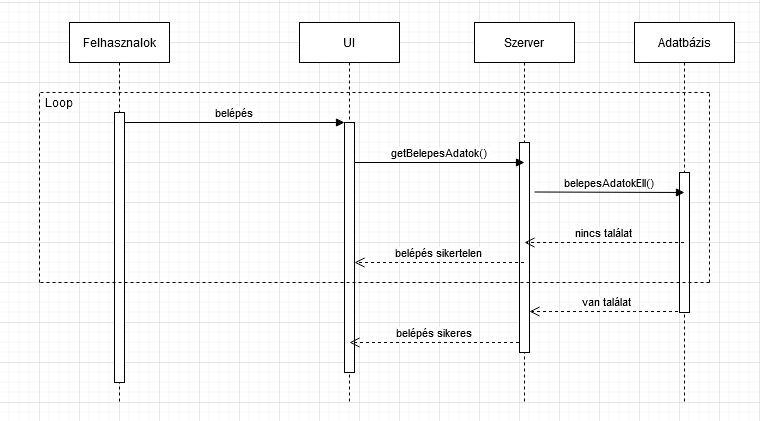 Felhasznalok
UI
Szerver
Adatbázis
Loop
belépés
getBelepesAdatok()
belepesAdatokEll()
nincs találat
belépés sikertelen
van találat
belépés sikeres